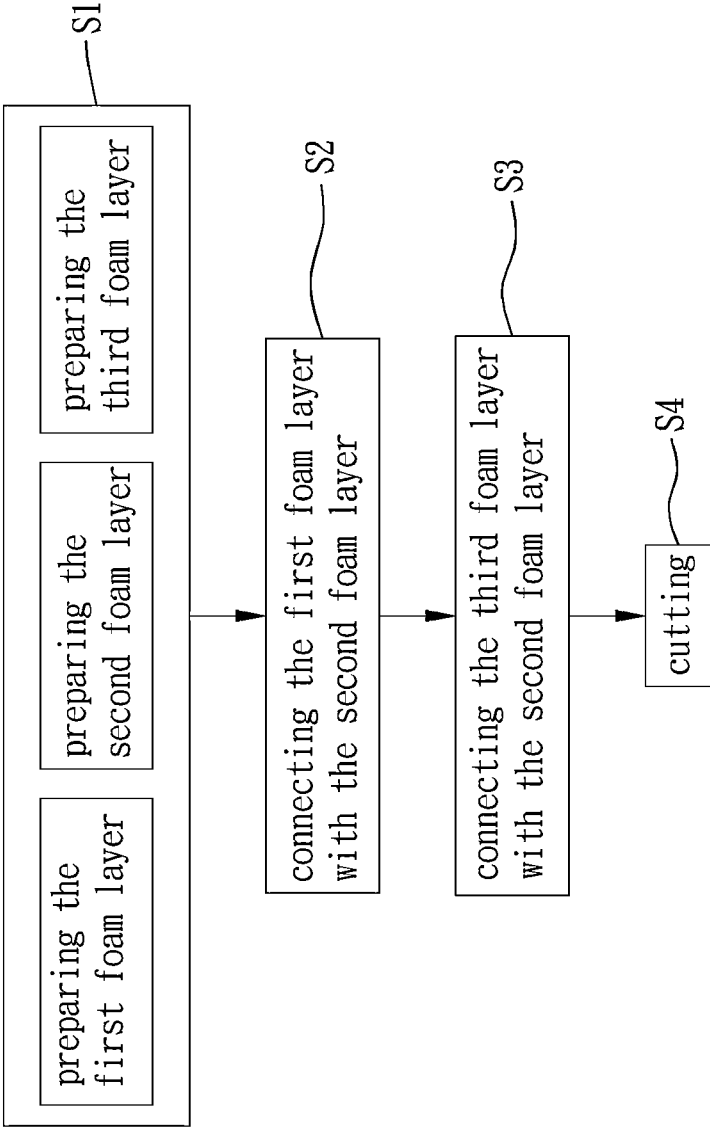 preparing the
first foam layer
preparing the
second foam layer
preparing the
third foam layer
S1
connecting the first foam layer
with the second foam layer
S2
connecting the third foam layer
with the second foam layer
S3
cutting
S4